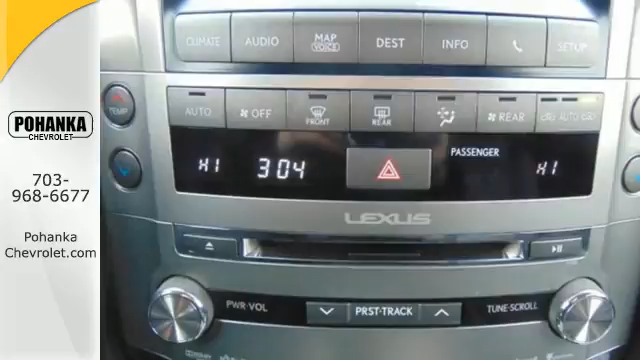 POHANKA
CHEVROLET
703-
968-6677
Pohanka
Chevrolet.com
CLIMATE AUDIO MAP VOICE DEST INFO SETUP
TEMP AUTO OFF FRONT REAR REAR AUTO
HI 304 PASSENGER HI
LEXUS
PWR·VOL PRST·TRACK TUNE·SCROLL